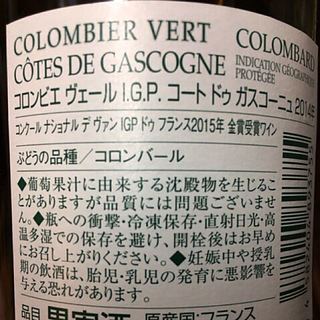 COLOMBIER VERT
CÔTES DE GASCOGNE
COLOMBARD
INDICATION GÉOGRAPHIQUE
PROTÉGÉE
コロンビエ ヴェール I.G.P. コート ドゥ ガスコーニュ 2014年
コンクール ナショナル デ ヴァン IGP ドゥ フランス2015年 金賞受賞ワイン
ぶどうの品種／コロンバール
◆葡萄果汁に由来する沈殿物を生じるこ
とがありますが品質には問題ございませ
ん。◆瓶への衝撃・冷凍保存・直射日光・高
温多湿での保存を避け、開栓後はお早め
にお召し上がりください。◆妊娠中や授乳
期の飲酒は、胎児・乳児の発育に悪影響を
与える恐れがあります。
品目 果実酒 原産国:フランス